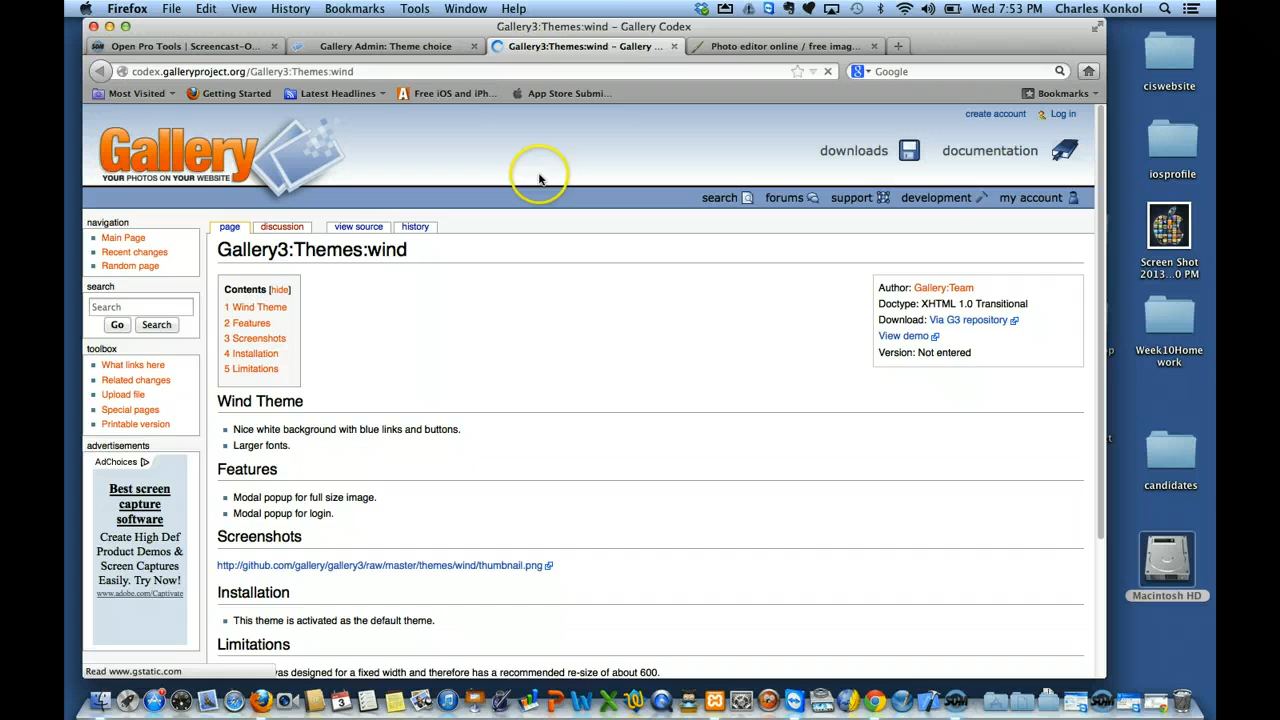 Firefox File Edit View History Bookmarks Tools Window Help Wed 7:53 PM Charles Konkol
Gallery3:Themes:wind – Gallery Codex
Open Pro Tools | Screencast-O... Gallery Admin: Theme choice Gallery3:Themes:wind – Gallery ... Photo editor online / free imag...
codex.galleryproject.org/Gallery3:Themes:wind Google
Most Visited Getting Started Latest Headlines Free iOS and iPh... App Store Submi... Bookmarks
create account Log in
Gallery
YOUR PHOTOS ON YOUR WEBSITE
downloads documentation
search forums support development my account
navigation
Main Page
Recent changes
Random page
search
Search
Go Search
toolbox
What links here
Related changes
Upload file
Special pages
Printable version
advertisements
AdChoices
Best screen
capture
software
Create High Def
Product Demos &
Screen Captures
Easily. Try Now!
www.adobe.com/Captivate
page discussion view source history
Gallery3:Themes:wind
Contents [hide]
1 Wind Theme
2 Features
3 Screenshots
4 Installation
5 Limitations
Author: Gallery:Team
Doctype: XHTML 1.0 Transitional
Download: Via G3 repository
View demo
Version: Not entered
Wind Theme
Nice white background with blue links and buttons.
Larger fonts.
Features
Modal popup for full size image.
Modal popup for login.
Screenshots
http://github.com/gallery/gallery3/raw/master/themes/wind/thumbnail.png
Installation
This theme is activated as the default theme.
Limitations
was designed for a fixed width and therefore has a recommended re-size of about 600.
Read www.gstatic.com
ciswebsite
iosprofile
Screen Shot
2013...0 PM
Week10Home
work
candidates
Macintosh HD